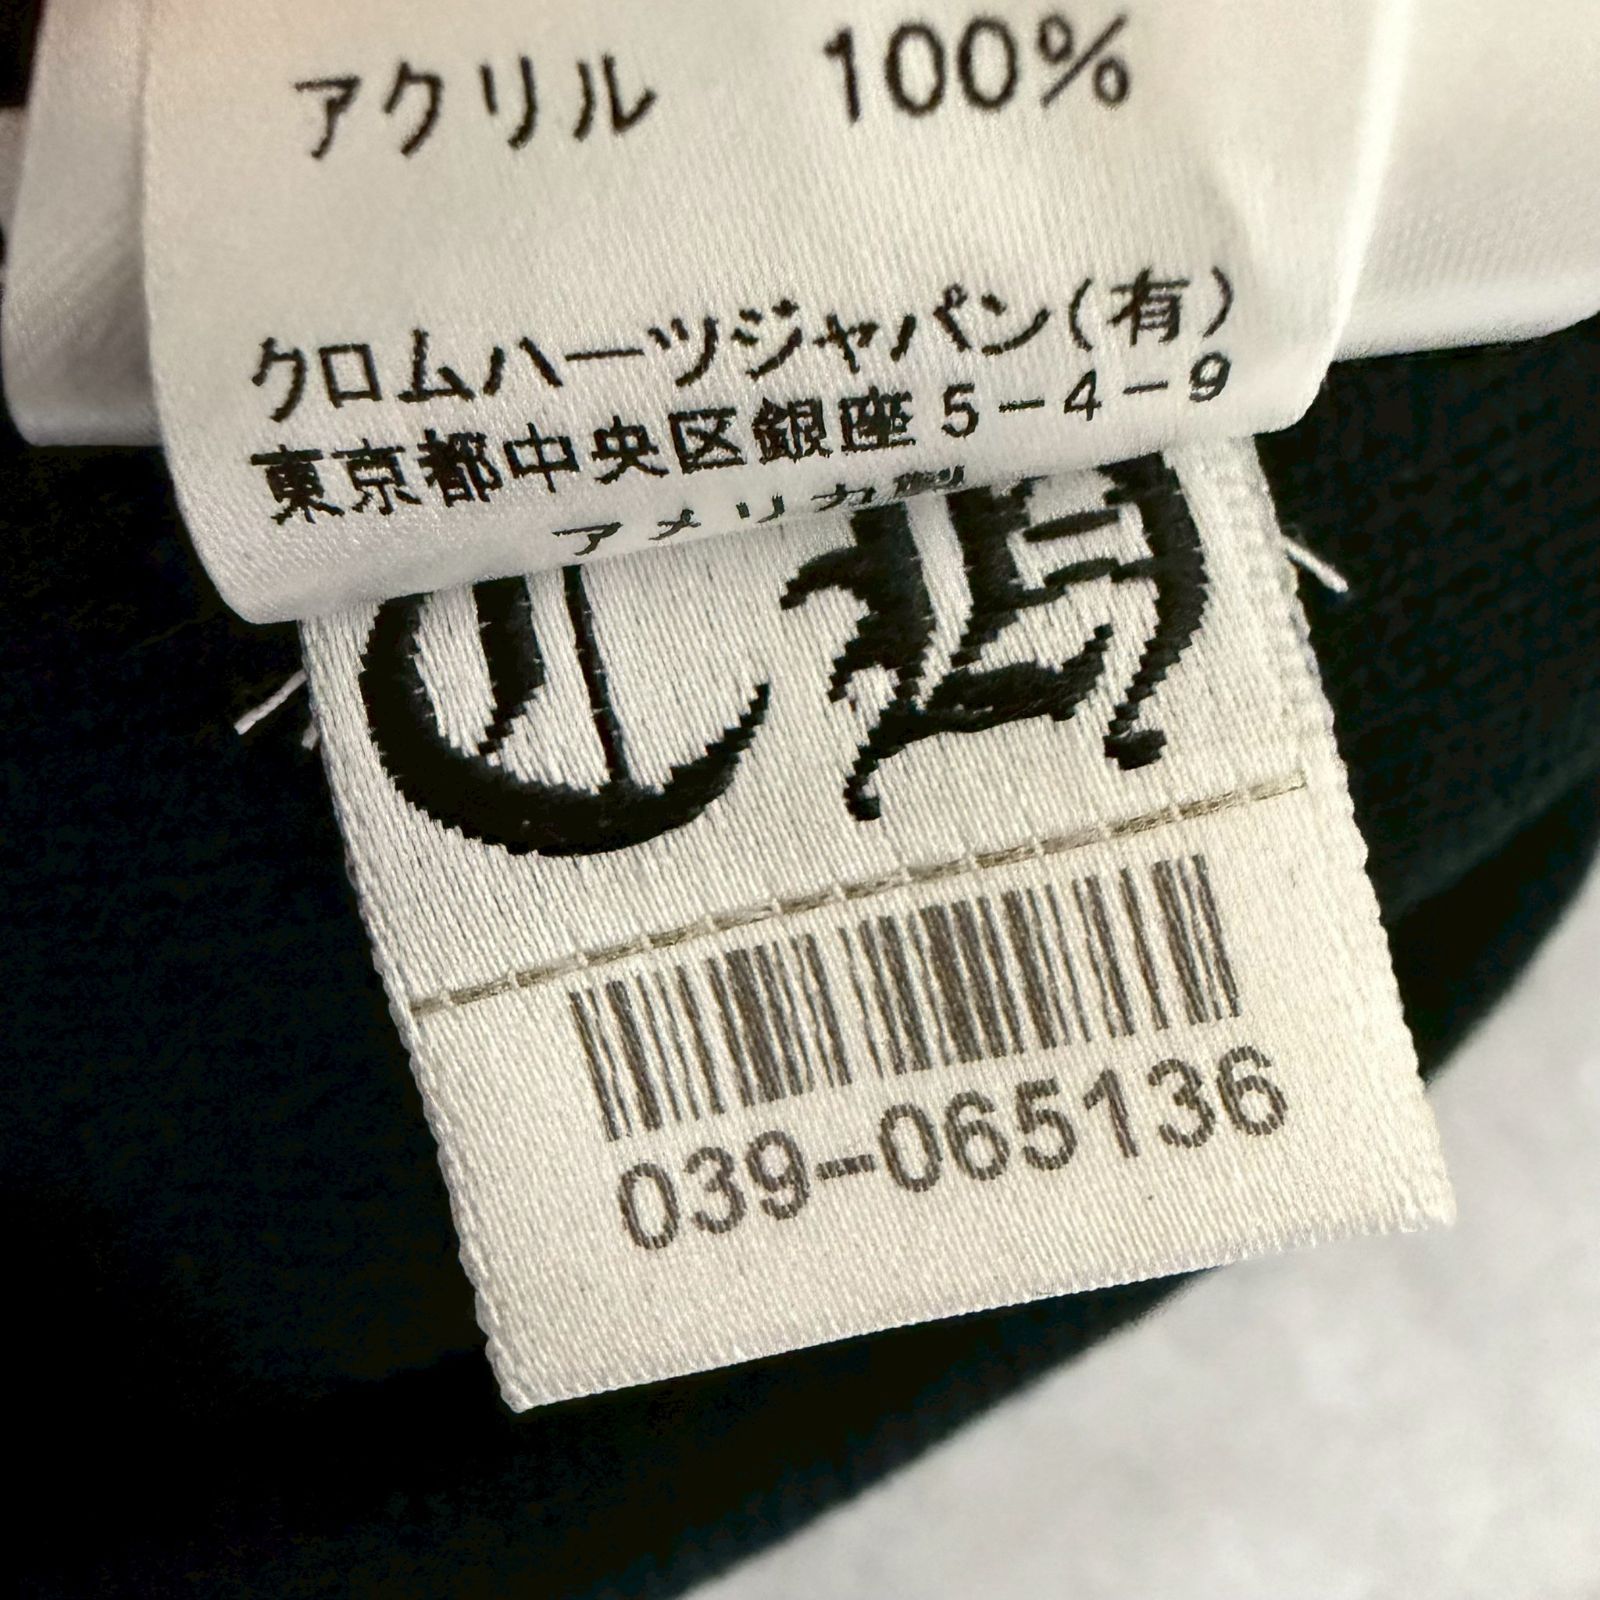 アクリル 100%
クロムハーツジャパン(有)
東京都中央区銀座5-4-9
アメリカ製
CH
039-065136